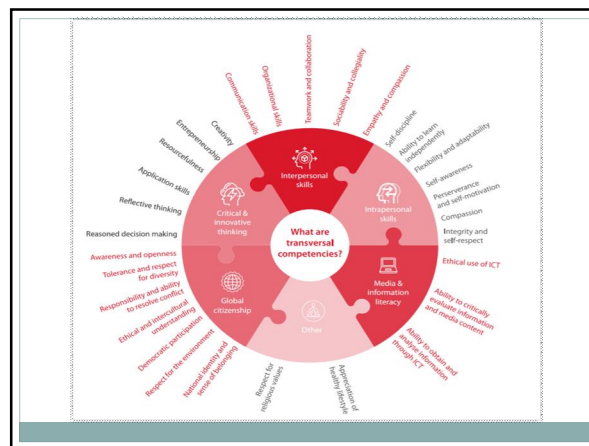 What are
transversal
competencies?
Interpersonal
skills
Communication skills
Organizational skills
Teamwork and collaboration
Sociability and collegiality
Empathy and compassion
Intrapersonal
skills
Self-discipline
Ability to learn
independently
Flexibility and adaptability
Self-awareness
Perserverance
and self-motivation
Compassion
Integrity and
self-respect
Media &
information
literacy
Ethical use of ICT
Ability to critically
evaluate information
and media content
Ability to obtain and
analyse information
through ICT
Other
Appreciation of
healthy lifestyle
Respect for
religious values
Global
citizenship
National identity and
sense of belonging
Respect for the environment
Democratic participation
Ethical and intercultural
understanding
Responsibility and ability
to resolve conflict
Tolerance and respect
for diversity
Awareness and openness
Critical &
innovative
thinking
Reasoned decision making
Reflective thinking
Application skills
Resourcefulness
Entrepreneurship
Creativity